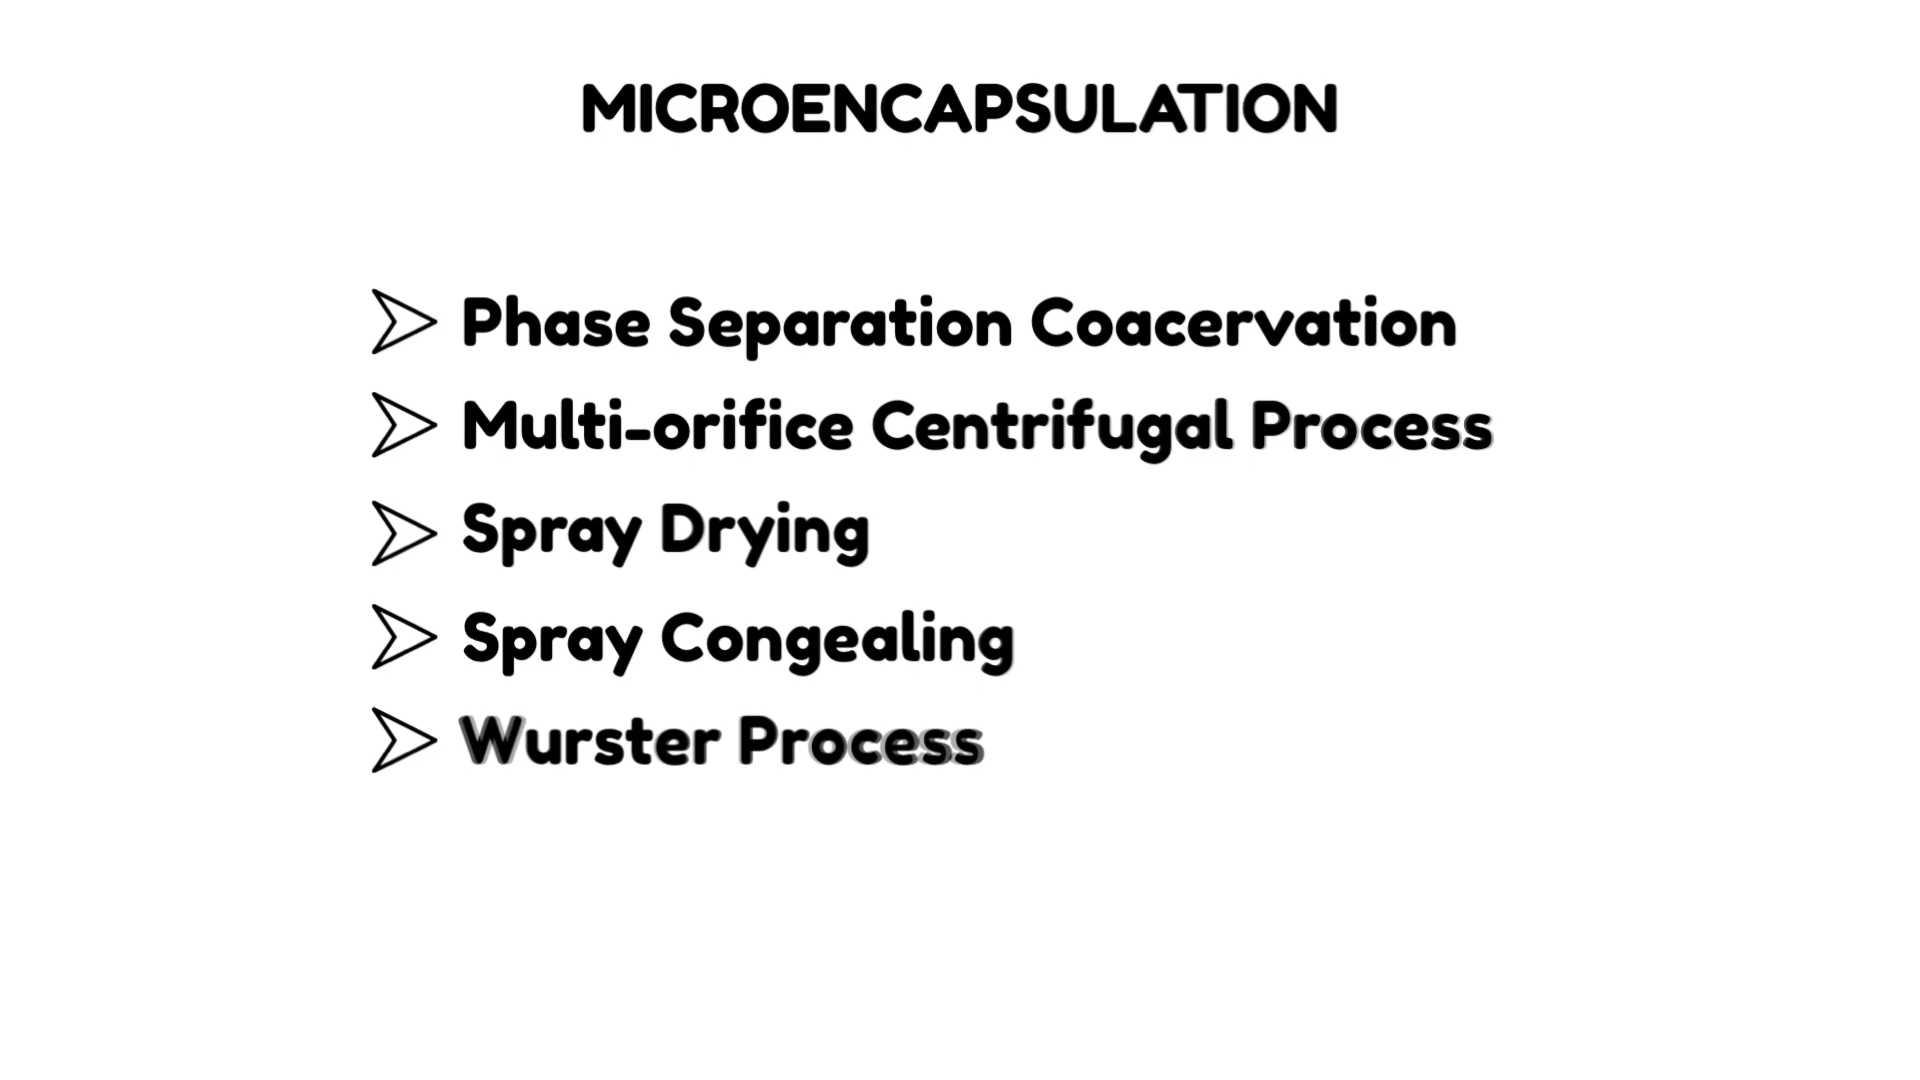 MICROENCAPSULATION
Phase Separation Coacervation
Multi-orifice Centrifugal Process
Spray Drying
Spray Congealing
Wurster Process